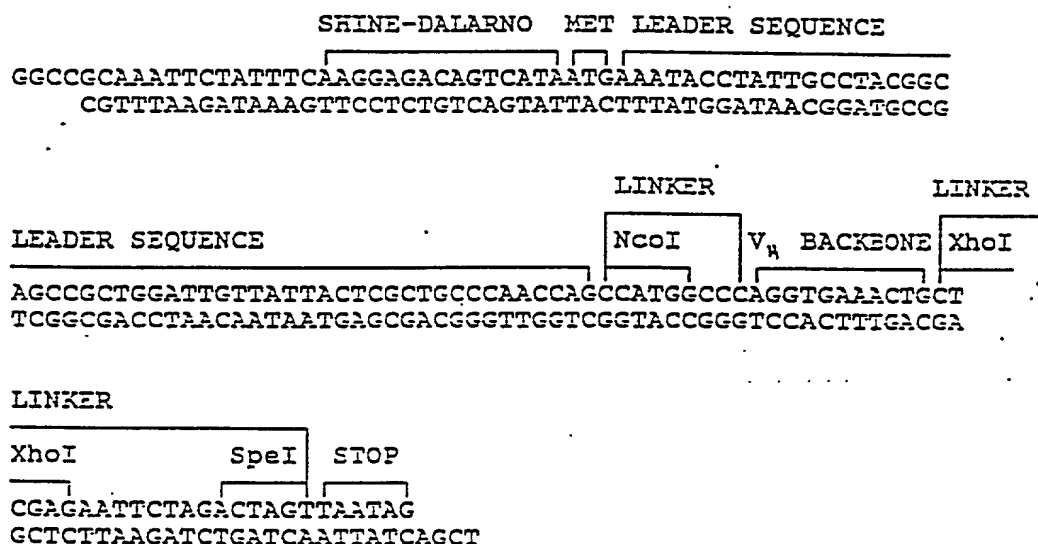 SHINE-DALARNO MET LEADER SEQUENCE
GGCCGCAAATTCTATTTCAAGGAGACAGTCATAATGAAATACCTATTGCCTACGGC
CGTTTAAGATAAAGTTCCTCTGTCAGTATTACTTTATGGATAACGGATGCCG
LINKER LINKER
LEADER SEQUENCE NcoI VH BACKBONE XhoI
AGCCGCTGGATTGTTATTACTCGCTGCCCAACCAGCCATGGCCCAGGTGAAACTGCT
TCGGCGACCTAACAATAATGAGCGACGGGTTGGTCGGTACCGGGTCCACTTTGACGA
LINKER
XhoI SpeI STOP
CGAGAATTCTAGACTAGTTAATAG
GCTCTTAAGATCTGATCAATTATCAGCT